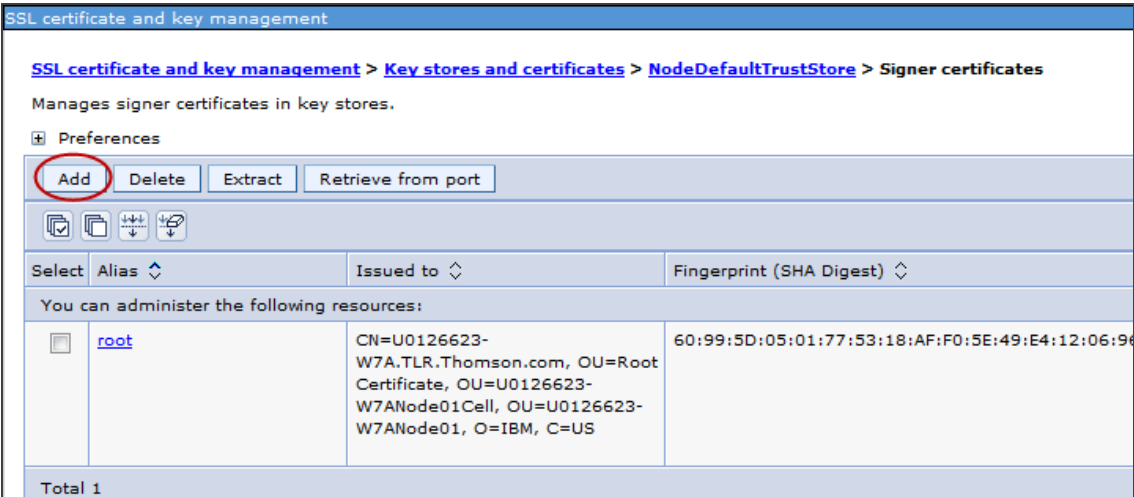 SSL certificate and key management
SSL certificate and key management > Key stores and certificates > NodeDefaultTrustStore > Signer certificates
Manages signer certificates in key stores.
Preferences
Add Delete Extract Retrieve from port
Select Alias Issued to Fingerprint (SHA Digest)
You can administer the following resources:
root CN=U0126623- 60:99:5D:05:01:77:53:18:AF:F0:5E:49:E4:12:06:96
W7A.TLR.Thomson.com, OU=Root
Certificate, OU=U0126623-
W7ANode01Cell, OU=U0126623-
W7ANode01, O=IBM, C=US
Total 1